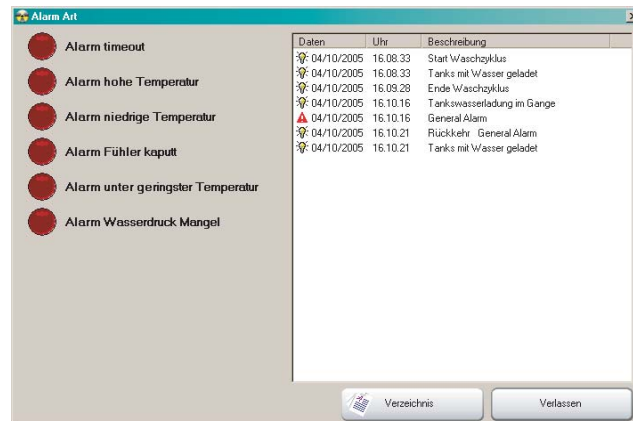 Alarm Art
Alarm timeout
Alarm hohe Temperatur
Alarm niedrige Temperatur
Alarm Fühler kaputt
Alarm unter geringster Temperatur
Alarm Wasserdruck Mangel
Daten Uhr Beschreibung
04/10/2005 16.08.33 Start Waschzyklus
04/10/2005 16.08.33 Tanks mit Wasser geladet
04/10/2005 16.09.28 Ende Waschzyklus
04/10/2005 16.10.16 Tankswasserladung im Gange
04/10/2005 16.10.16 General Alarm
04/10/2005 16.10.21 Rückkehr General Alarm
04/10/2005 16.10.21 Tanks mit Wasser geladet
Verzeichnis
Verlassen